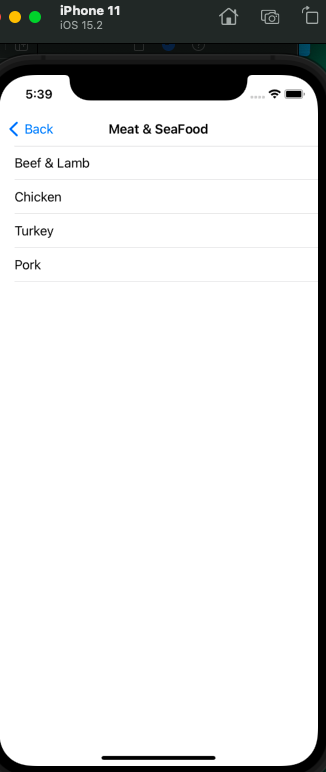 iPhone 11
iOS 15.2
5:39
Back
Meat & SeaFood
Beef & Lamb
Chicken
Turkey
Pork